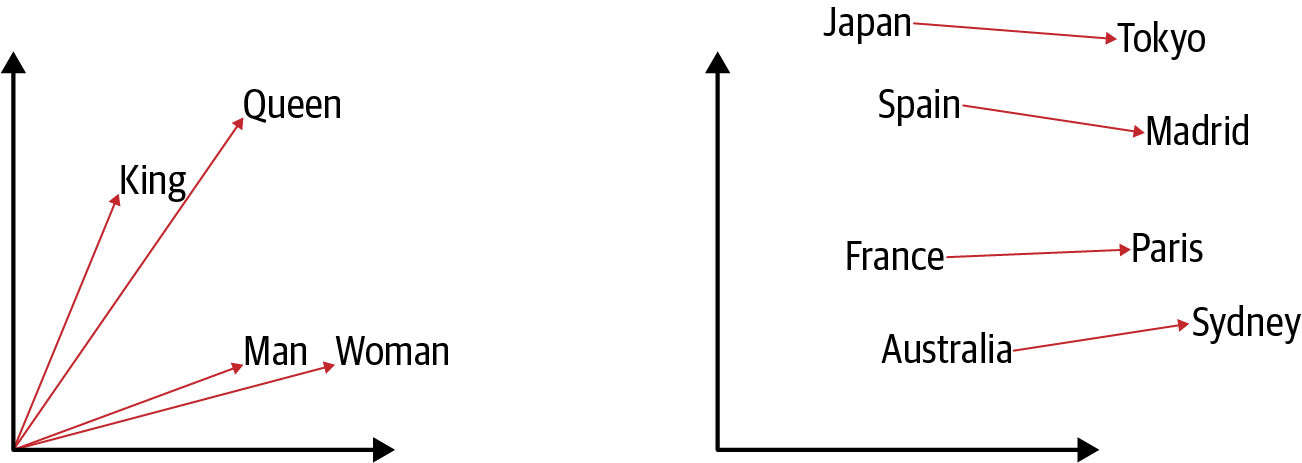 Queen
King
Man
Woman
Japan
Tokyo
Spain
Madrid
France
Paris
Australia
Sydney